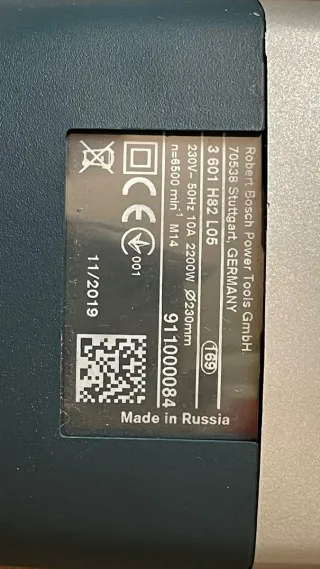 Robert Bosch Power Tools GmbH
70538 Stuttgart, GERMANY
3 601 H82 L05
169
230V~ 50Hz 10A 2200W Ø230mm
n=6500 min⁻¹ M14
911000084
CE
001
11/2019
Made in Russia